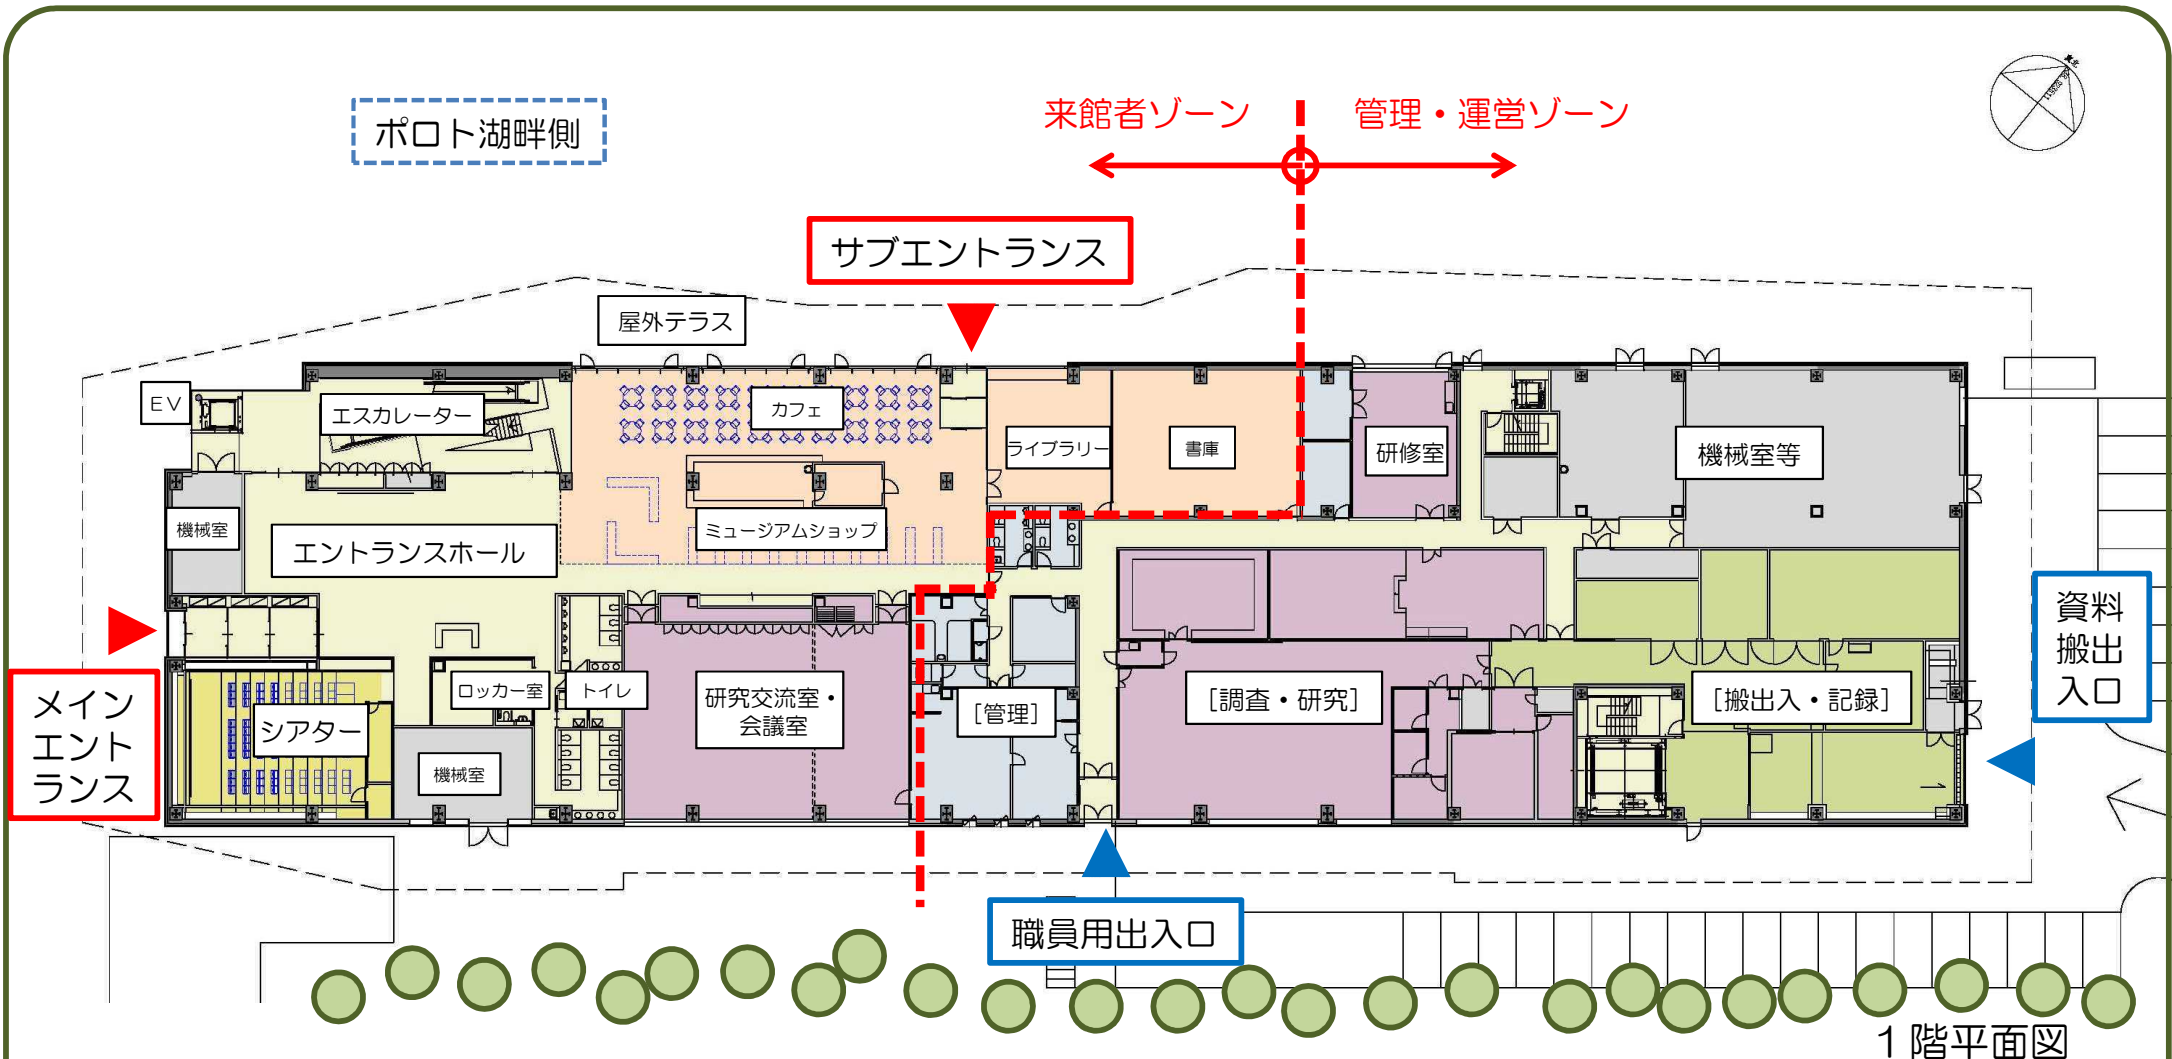 ポロト湖畔側
来館者ゾーン
管理・運営ゾーン
サブエントランス
屋外テラス
EV
エスカレーター
カフェ
ライブラリー
書庫
研修室
機械室等
機械室
エントランスホール
ミュージアムショップ
メイン
エント
ランス
シアター
ロッカー室
トイレ
機械室
研究交流室・
会議室
[管理]
[調査・研究]
[搬出入・記録]
資料
搬出
入口
職員用出入口
1階平面図